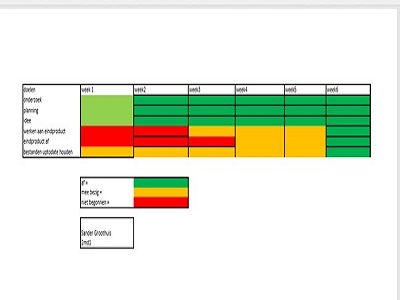 doelen week 1 week2 week3 week4 week5 week6
onderzoek
planning
idee
werken aan eindproduct
eindproduct af
bestanden uptodate houden
af =
mee bezig =
niet begonnen =
Sander Groothuis
1md1